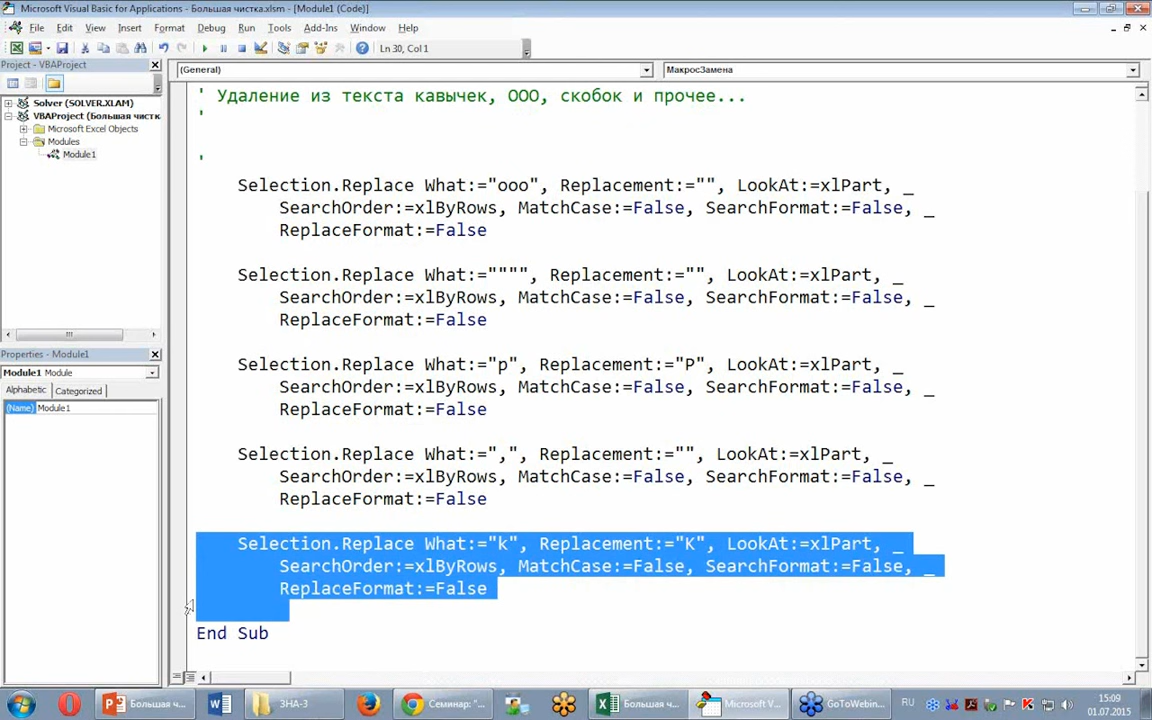 Microsoft Visual Basic for Applications - Большая чистка.xlsm - [Module1 (Code)]
File Edit View Insert Format Debug Run Tools Add-Ins Window Help
Ln 30, Col 1
Project - VBAProject
(General)
МакросЗамена
Solver (SOLVER.XLAM)
VBAProject (Большая чистк
Microsoft Excel Objects
Modules
Module1
Properties - Module1
Module1 Module
Alphabetic Categorized
(Name) Module1
' Удаление из текста кавычек, ООО, скобок и прочее...
'
'
Selection.Replace What:="ооо", Replacement:="", LookAt:=xlPart, _
SearchOrder:=xlByRows, MatchCase:=False, SearchFormat:=False, _
ReplaceFormat:=False
Selection.Replace What:="""", Replacement:="", LookAt:=xlPart, _
SearchOrder:=xlByRows, MatchCase:=False, SearchFormat:=False, _
ReplaceFormat:=False
Selection.Replace What:="p", Replacement:="Р", LookAt:=xlPart, _
SearchOrder:=xlByRows, MatchCase:=False, SearchFormat:=False, _
ReplaceFormat:=False
Selection.Replace What:=",", Replacement:="", LookAt:=xlPart, _
SearchOrder:=xlByRows, MatchCase:=False, SearchFormat:=False, _
ReplaceFormat:=False
Selection.Replace What:="k", Replacement:="К", LookAt:=xlPart, _
SearchOrder:=xlByRows, MatchCase:=False, SearchFormat:=False, _
ReplaceFormat:=False
End Sub
Большая ч...
ЗНА-3
Семинар: "...
Большая ч...
Microsoft V...
GoToWebin...
RU
15:09
01.07.2015